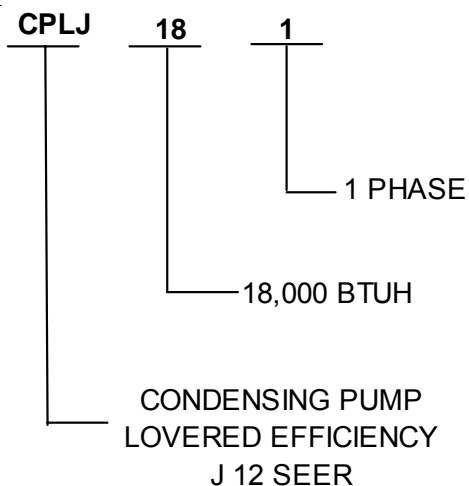 CPLJ 18 1
1 PHASE
18,000 BTUH
CONDENSING PUMP
LOVERED EFFICIENCY
J 12 SEER